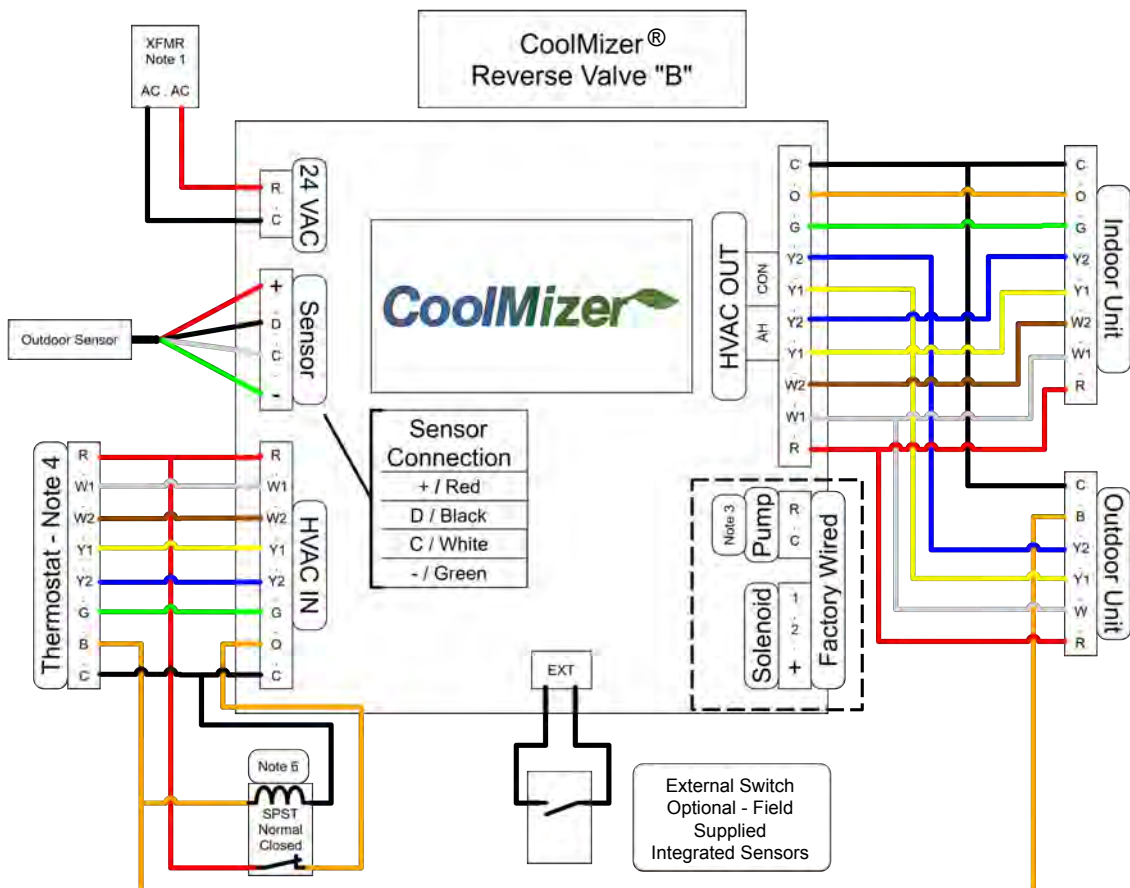 XFMR
Note 1
AC . AC
CoolMizer ®
Reverse Valve "B"
R
C
24 VAC
Outdoor Sensor
+
D
C
-
Sensor
CoolMizer
Sensor
Connection
+ / Red
D / Black
C / White
- / Green
Thermostat - Note 4
R
W1
W2
Y1
Y2
G
B
C
R
W1
W2
Y1
Y2
G
O
C
HVAC IN
HVAC OUT
CON
AH
C
O
G
Y2
Y1
Y2
Y1
W2
W1
R
C
O
G
Y2
Y1
W2
W1
R
Indoor Unit
C
B
Y2
Y1
W
R
Outdoor Unit
Note 3
Pump
R
C
Solenoid
1
2
+
Factory Wired
EXT
Note 6
SPST
Normal
Closed
External Switch
Optional - Field
Supplied
Integrated Sensors